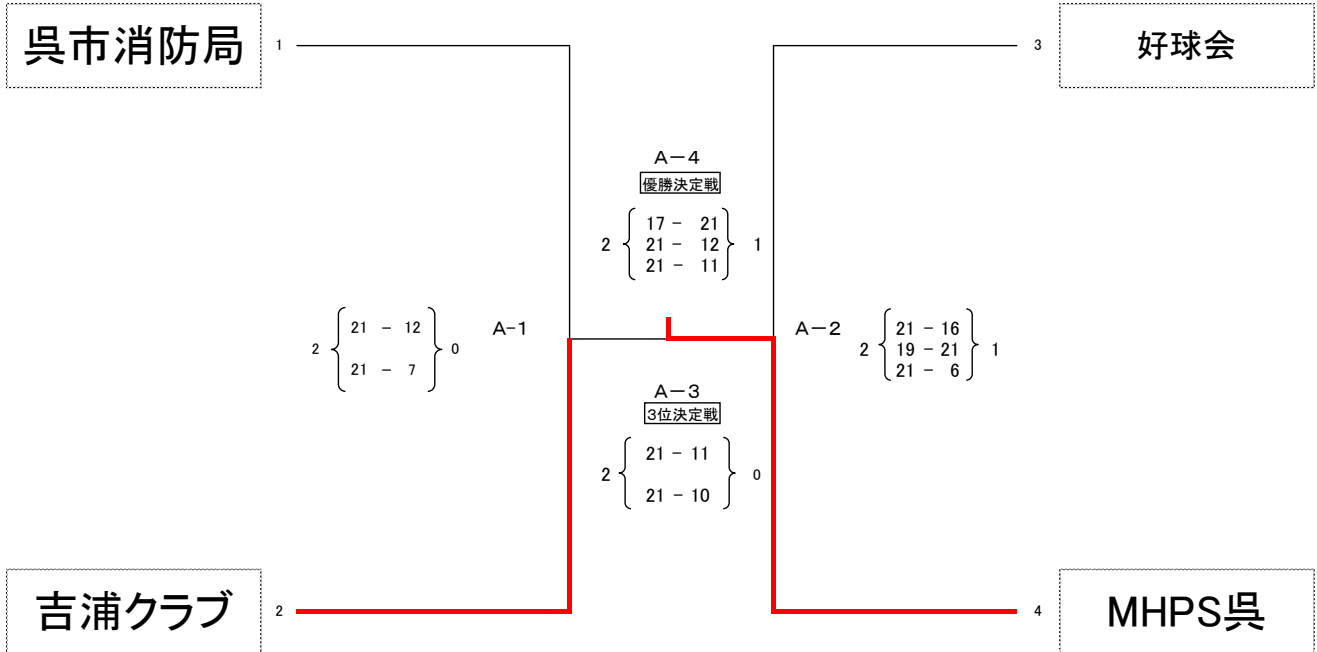 呉市消防局 1
3 好球会
A-4
優勝決定戦
17 - 21
2 21 - 12 1
21 - 11
21 - 12
2 0 A-1
21 - 7
A-2
21 - 16
2 19 - 21 1
21 - 6
A-3
3位決定戦
21 - 11
2 0
21 - 10
吉浦クラブ 2
4 MHPS呉